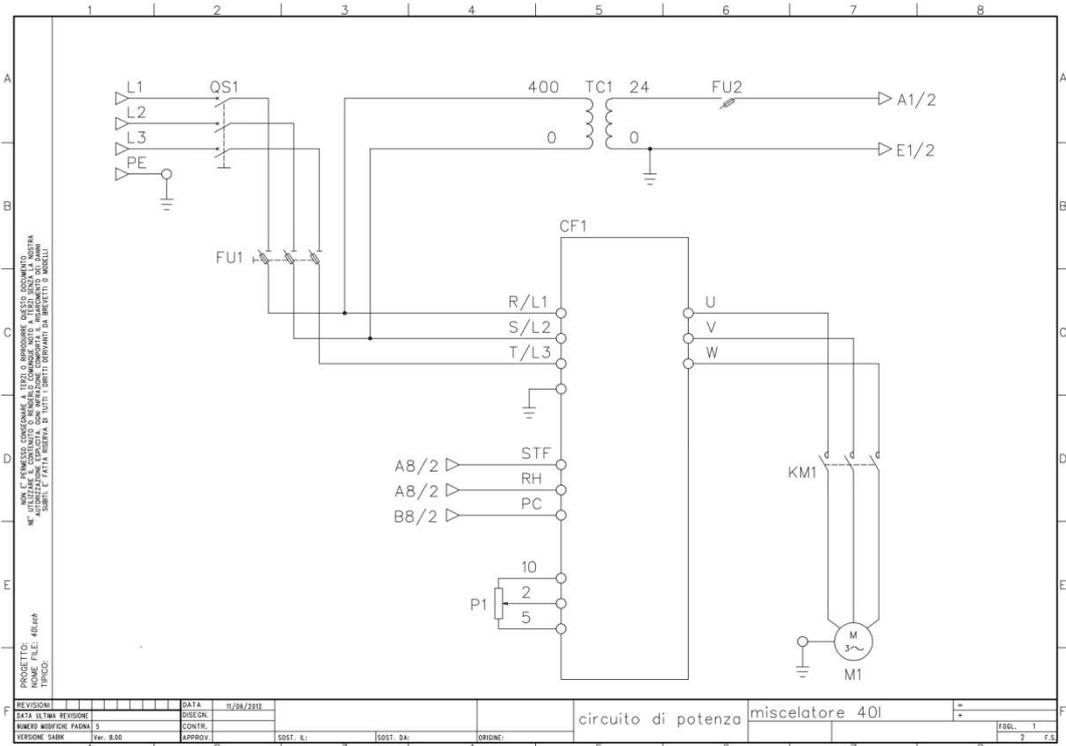 1 2 3 4 5 6 7 8
A A
L1 QS1 400 TC1 24 FU2
A1/2
L2
L3 0 0
E1/2
PE
B B
CF1
FU1
R/L1 U
C S/L2 V C
T/L3 W
D STF D
A8/2
KM1
RH
A8/2
PC
B8/2
10
E E
P1 2
5
M
3~
M1
NON E' PERMESSO CONSEGNARE A TERZI O RIPRODURRE QUESTO DOCUMENTO
NE' UTILIZZARE IL CONTENUTO O RENDERLO COMUNQUE NOTO A TERZI SENZA LA NOSTRA
AUTORIZZAZIONE ESPLICITA. OGNI INFRAZIONE COMPORTA IL RISARCIMENTO DEI DANNI
SUBITI. E' FATTA RISERVA DI TUTTI I DIRITTI DERIVANTI DA BREVETTI O MODELLI
PROGETTO:
NOME FILE: 40l.sch
TIPICO:
F F
REVISIONI
DATA ULTIMA REVISIONE
NUMERO MODIFICHE PAGINA 5
VERSIONE SABIK Ver. 8.00
DATA 11/06/2012
DISEGN.
CONTR.
APPROV.
SOST. IL:
SOST. DA:
ORIGINE:
circuito di potenza
miscelatore 40l
=
+
FOGL. 1
2 F.S.